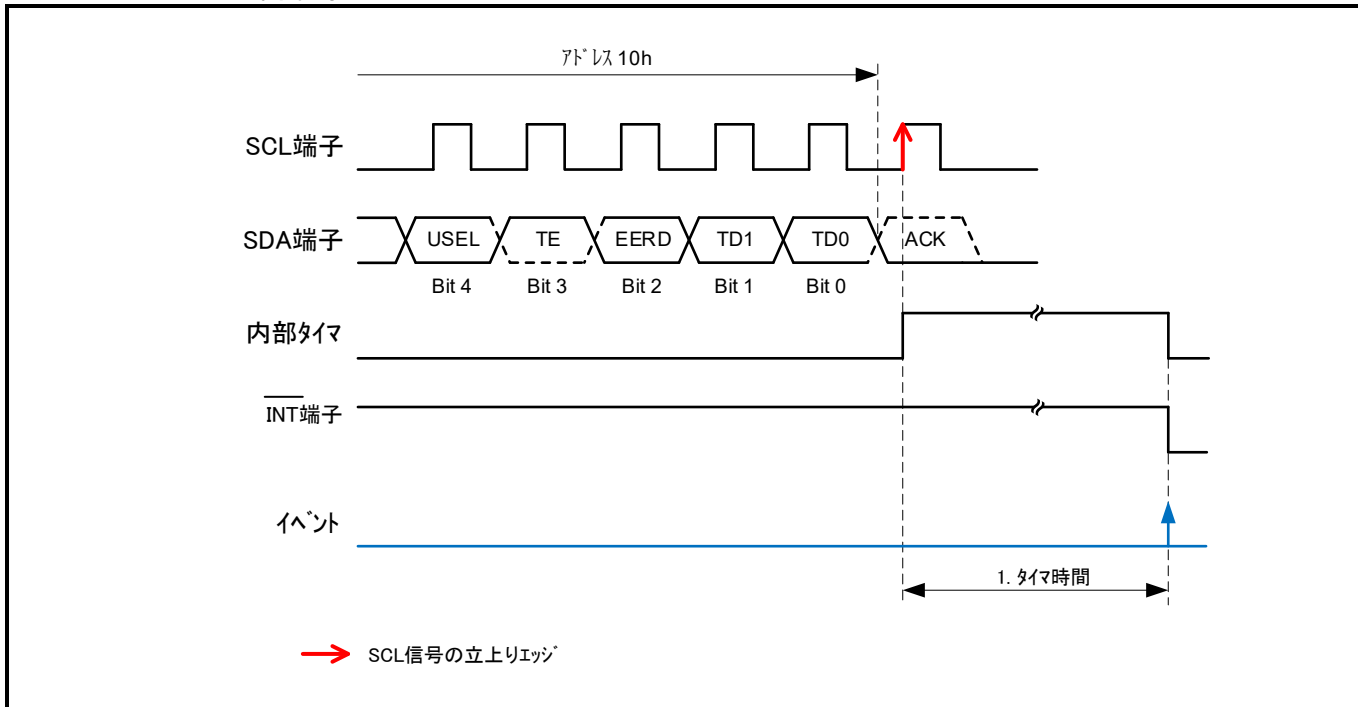 ｱﾄﾞﾚｽ 10h
SCL端子
SDA端子
USEL
TE
EERD
TD1
TD0
ACK
Bit 4
Bit 3
Bit 2
Bit 1
Bit 0
内部ﾀｲﾏ
INT端子
ｲﾍﾞﾝﾄ
1. ﾀｲﾏ時間
SCL信号の立上りｴｯｼﾞ